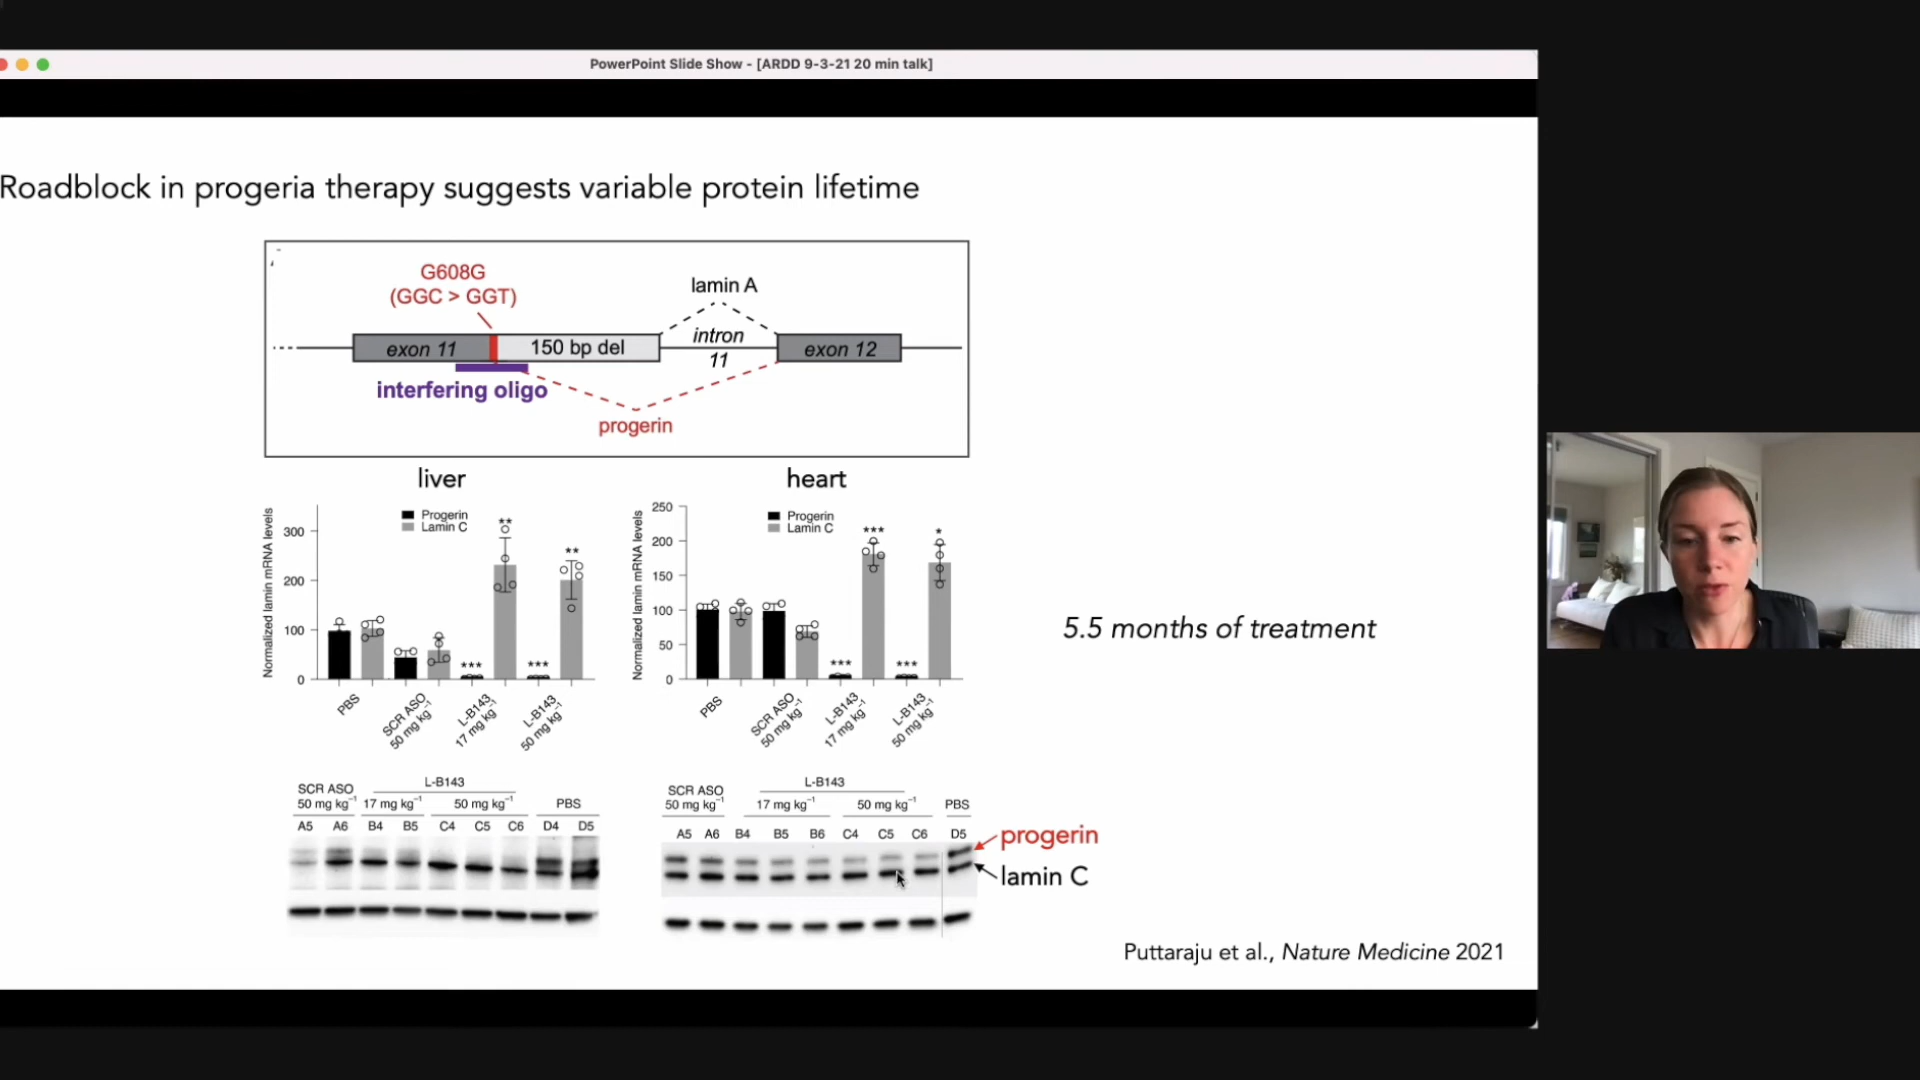 PowerPoint Slide Show - [ARDD 9-3-21 20 min talk]
Roadblock in progeria therapy suggests variable protein lifetime
G608G
(GGC > GGT)
lamin A
exon 11
150 bp del
intron
11
exon 12
interfering oligo
progerin
liver
Normalized lamin mRNA levels
300
200
100
0
Progerin
Lamin C
**
**
***
***
PBS
SCR ASO
50 mg kg⁻¹
L-B143
17 mg kg⁻¹
L-B143
50 mg kg⁻¹
heart
Normalized lamin mRNA levels
250
200
150
100
50
0
Progerin
Lamin C
***
*
***
***
PBS
SCR ASO
50 mg kg⁻¹
L-B143
17 mg kg⁻¹
L-B143
50 mg kg⁻¹
5.5 months of treatment
L-B143
SCR ASO
50 mg kg⁻¹ 17 mg kg⁻¹ 50 mg kg⁻¹ PBS
A5 A6 B4 B5 C4 C5 C6 D4 D5
L-B143
SCR ASO
50 mg kg⁻¹ 17 mg kg⁻¹ 50 mg kg⁻¹ PBS
A5 A6 B4 B5 B6 C4 C5 C6 D5
progerin
lamin C
Puttaraju et al., Nature Medicine 2021